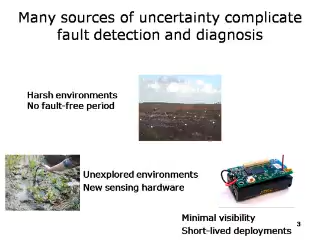 Many sources of uncertainty complicate
fault detection and diagnosis
Harsh environments
No fault-free period
Unexplored environments
New sensing hardware
Minimal visibility
Short-lived deployments
3